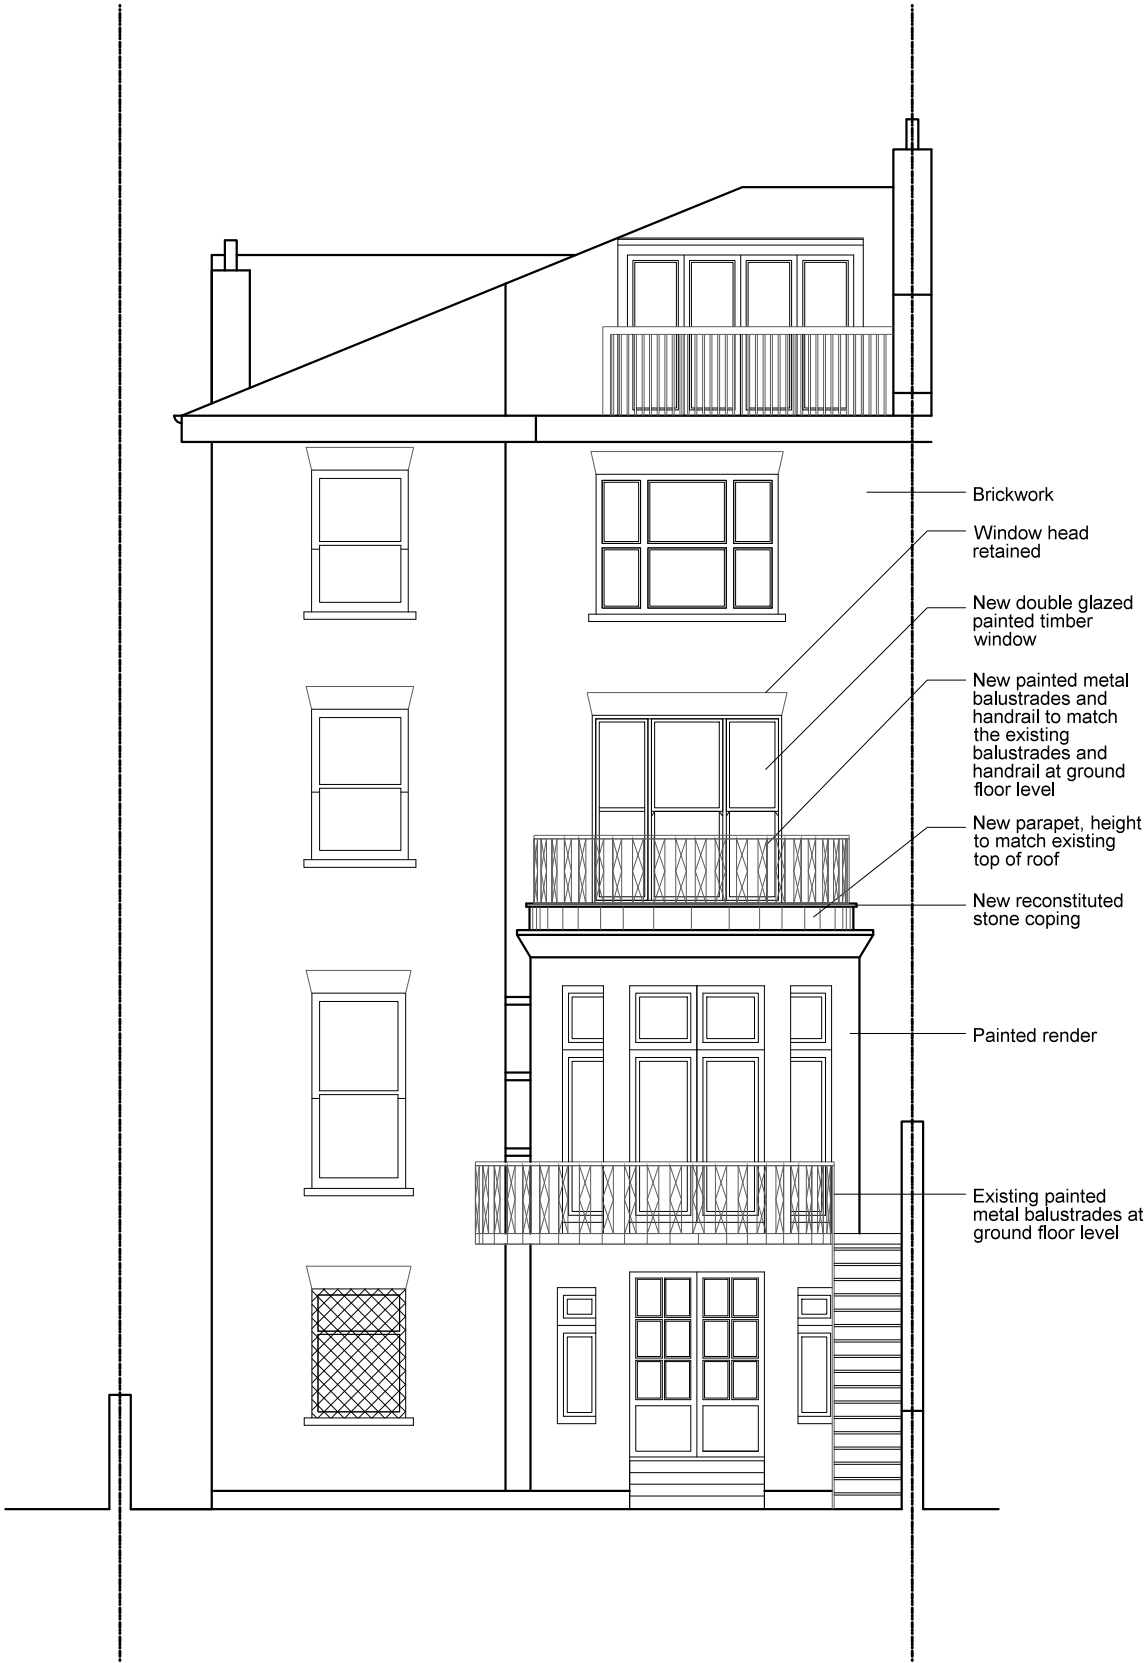 Brickwork
Window head
retained
New double glazed
painted timber
window
New painted metal
balustrades and
handrail to match
the existing
balustrades and
handrail at ground
floor level
New parapet, height
to match existing
top of roof
New reconstituted
stone coping
Painted render
Existing painted
metal balustrades at
ground floor level